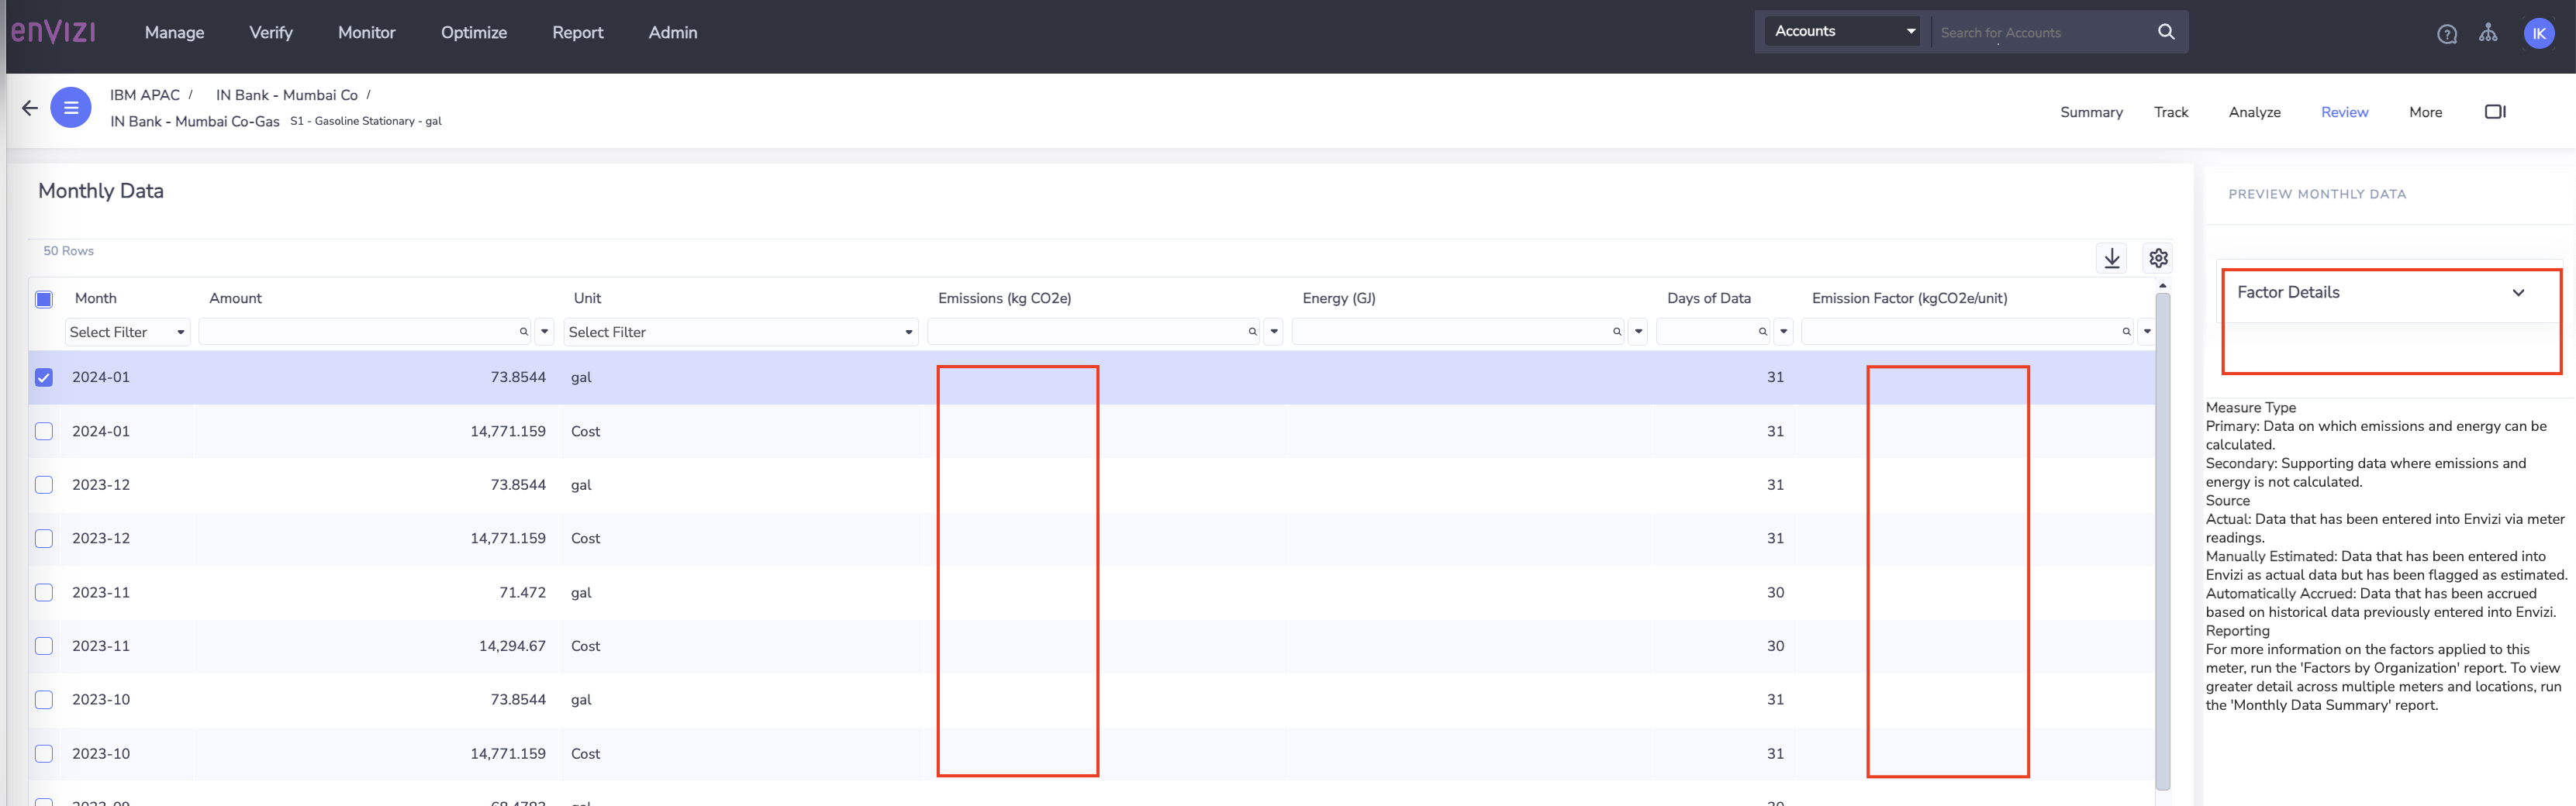 enVizi Manage Verify Monitor Optimize Report Admin Accounts Search for Accounts IK
IBM APAC / IN Bank - Mumbai Co /
IN Bank - Mumbai Co-Gas S1 - Gasoline Stationary - gal
Summary Track Analyze Review More
Monthly Data
50 Rows
Month Amount Unit Emissions (kg CO2e) Energy (GJ) Days of Data Emission Factor (kgCO2e/unit)
Select Filter Select Filter
2024-01 73.8544 gal 31
2024-01 14,771.159 Cost 31
2023-12 73.8544 gal 31
2023-12 14,771.159 Cost 31
2023-11 71.472 gal 30
2023-11 14,294.67 Cost 30
2023-10 73.8544 gal 31
2023-10 14,771.159 Cost 31
PREVIEW MONTHLY DATA
Factor Details
Measure Type
Primary: Data on which emissions and energy can be
calculated.
Secondary: Supporting data where emissions and
energy is not calculated.
Source
Actual: Data that has been entered into Envizi via meter
readings.
Manually Estimated: Data that has been entered into
Envizi as actual data but has been flagged as estimated.
Automatically Accrued: Data that has been accrued
based on historical data previously entered into Envizi.
Reporting
For more information on the factors applied to this
meter, run the 'Factors by Organization' report. To view
greater detail across multiple meters and locations, run
the 'Monthly Data Summary' report.